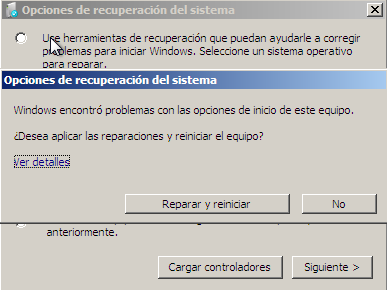 Opciones de recuperación del sistema
Use herramientas de recuperación que puedan ayudarle a corregir
problemas para iniciar Windows. Seleccione un sistema operativo
para reparar.
Opciones de recuperación del sistema
Windows encontró problemas con las opciones de inicio de este equipo.
¿Desea aplicar las reparaciones y reiniciar el equipo?
Ver detalles
Reparar y reiniciar
No
anteriormente.
Cargar controladores
Siguiente >